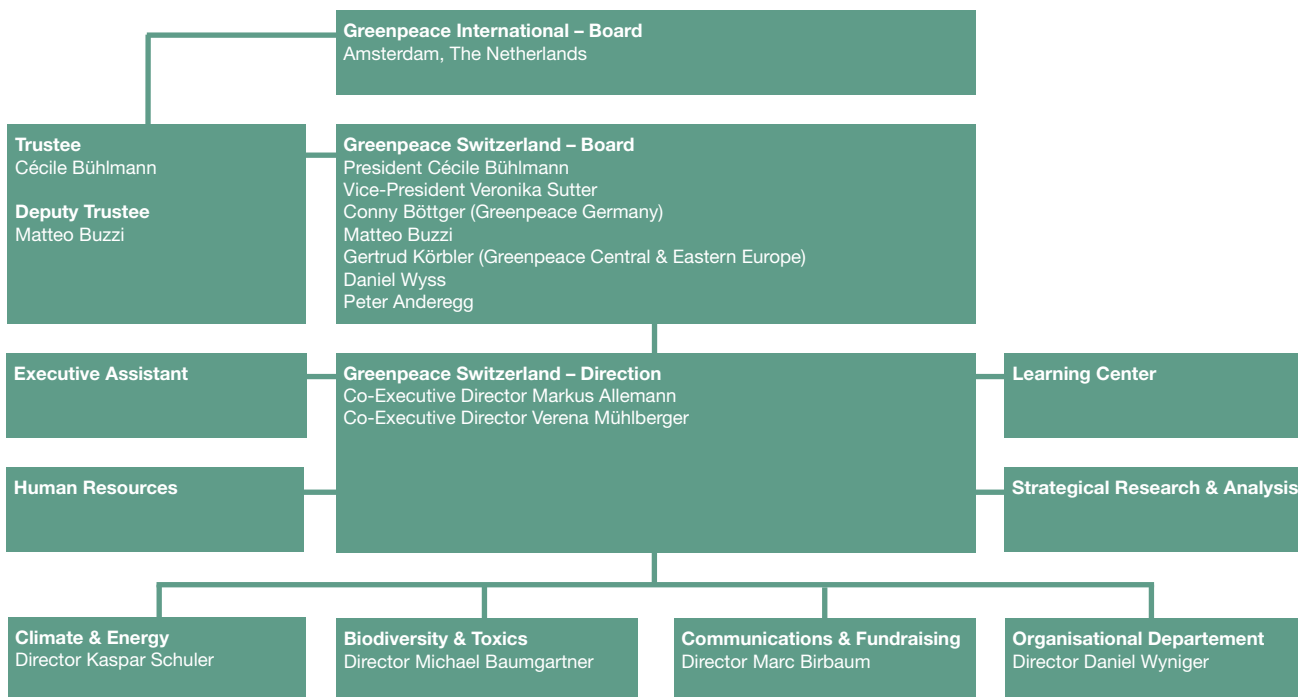 Greenpeace International – Board
Amsterdam, The Netherlands
Trustee
Cécile Bühlmann
Deputy Trustee
Matteo Buzzi
Greenpeace Switzerland – Board
President Cécile Bühlmann
Vice-President Veronika Sutter
Conny Böttger (Greenpeace Germany)
Matteo Buzzi
Gertrud Körbler (Greenpeace Central & Eastern Europe)
Daniel Wyss
Peter Anderegg
Executive Assistant
Greenpeace Switzerland – Direction
Co-Executive Director Markus Allemann
Co-Executive Director Verena Mühlberger
Learning Center
Human Resources
Strategical Research & Analysis
Climate & Energy
Director Kaspar Schuler
Biodiversity & Toxics
Director Michael Baumgartner
Communications & Fundraising
Director Marc Birbaum
Organisational Departement
Director Daniel Wyniger